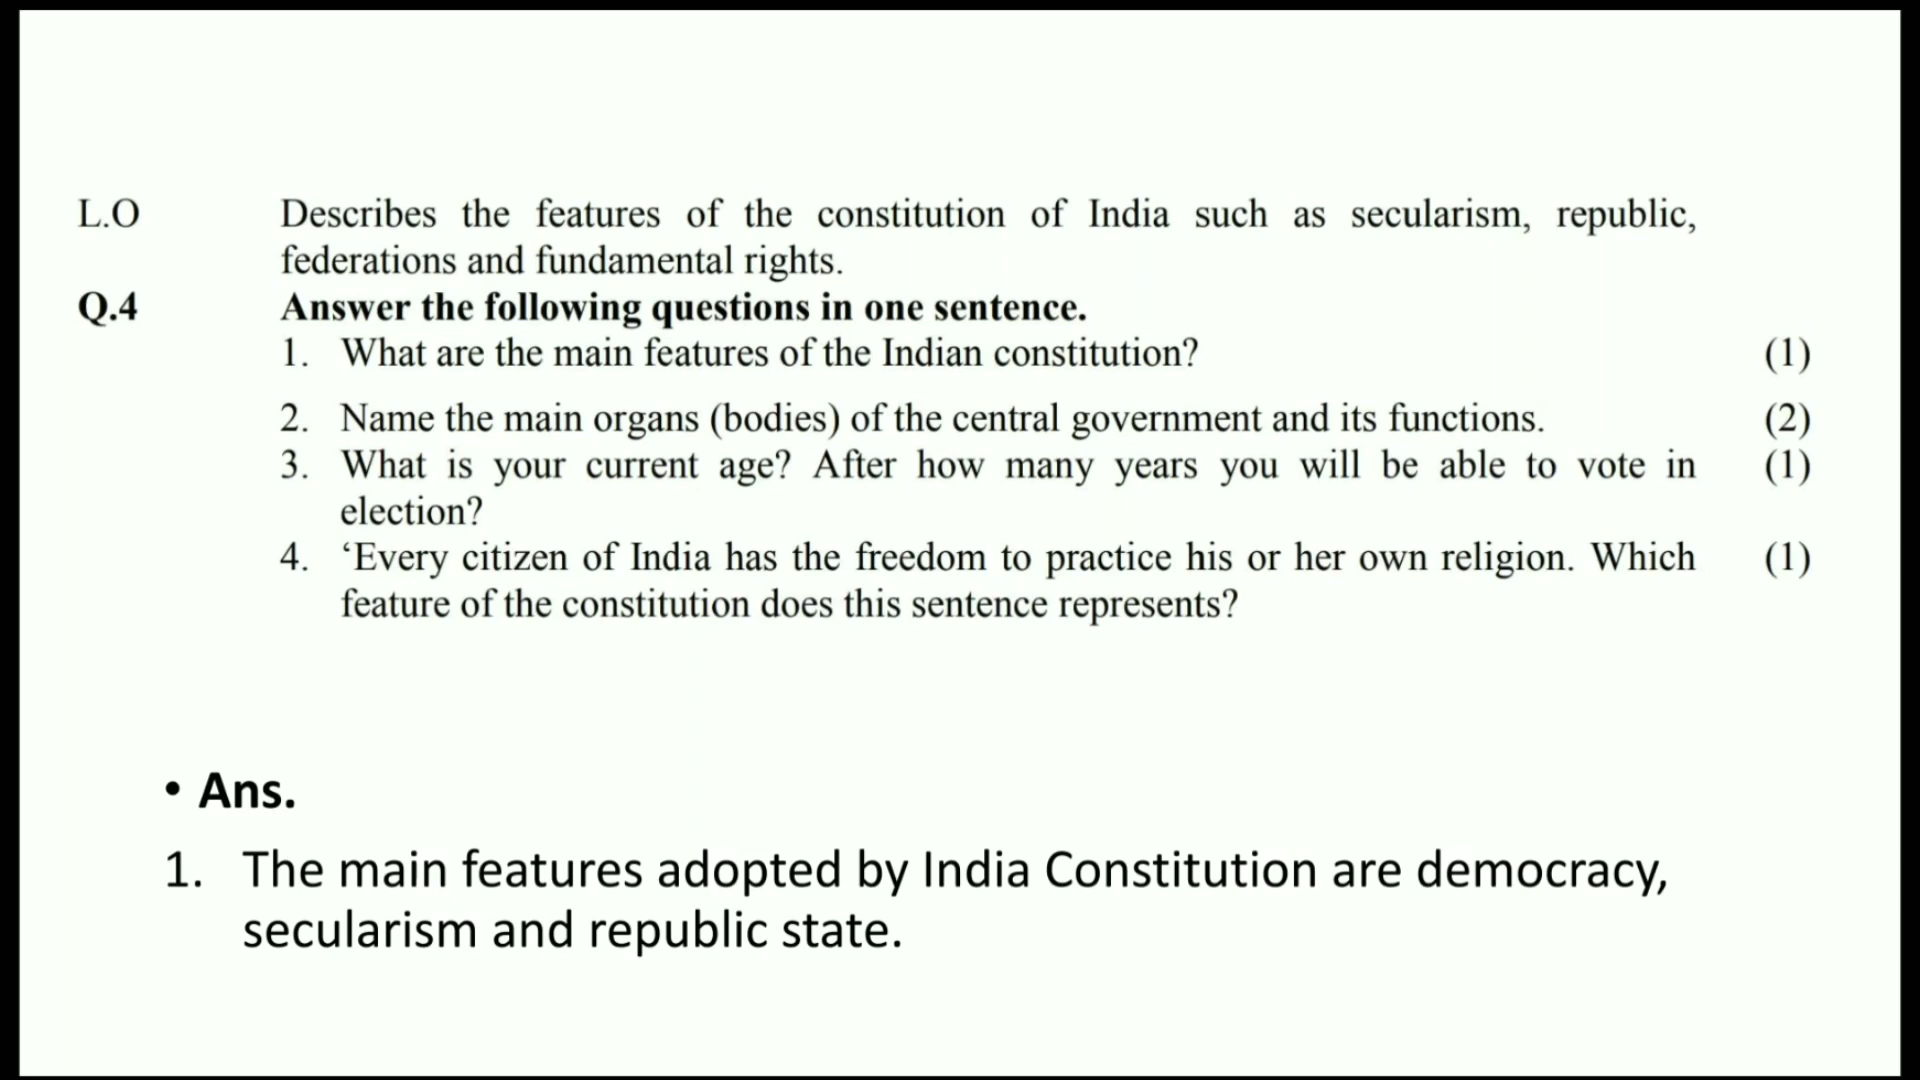 L.O Describes the features of the constitution of India such as secularism, republic,
federations and fundamental rights.
Q.4 Answer the following questions in one sentence.
1. What are the main features of the Indian constitution? (1)
2. Name the main organs (bodies) of the central government and its functions. (2)
3. What is your current age? After how many years you will be able to vote in (1)
election?
4. ‘Every citizen of India has the freedom to practice his or her own religion. Which (1)
feature of the constitution does this sentence represents?
• Ans.
1. The main features adopted by India Constitution are democracy,
secularism and republic state.